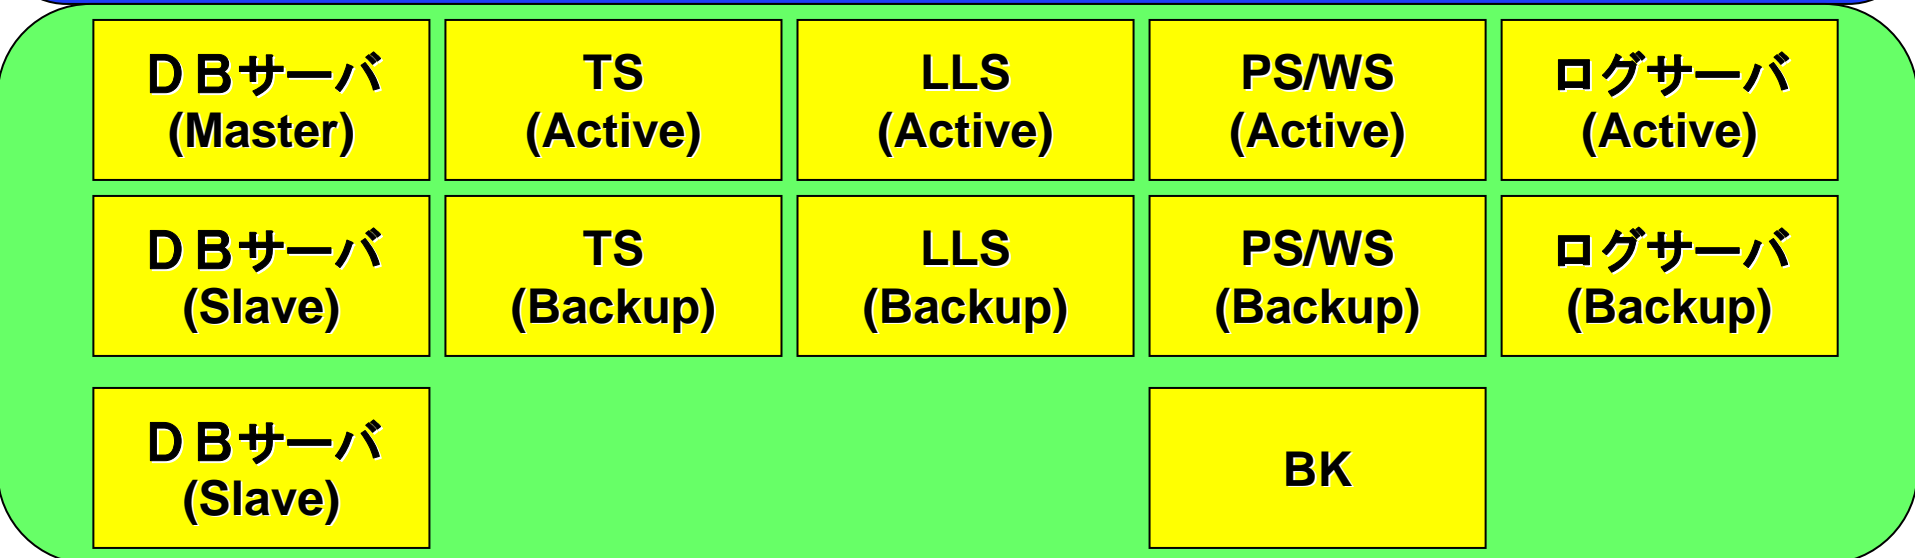 ＤＢサーバ
(Master)
TS
(Active)
LLS
(Active)
PS/WS
(Active)
ログサーバ
(Active)
ＤＢサーバ
(Slave)
TS
(Backup)
LLS
(Backup)
PS/WS
(Backup)
ログサーバ
(Backup)
ＤＢサーバ
(Slave)
BK